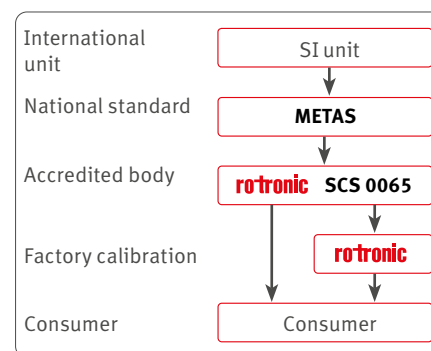 International
unit
SI unit
National standard
METAS
Accredited body
rotronic SCS 0065
Factory calibration
rotronic
Consumer
Consumer